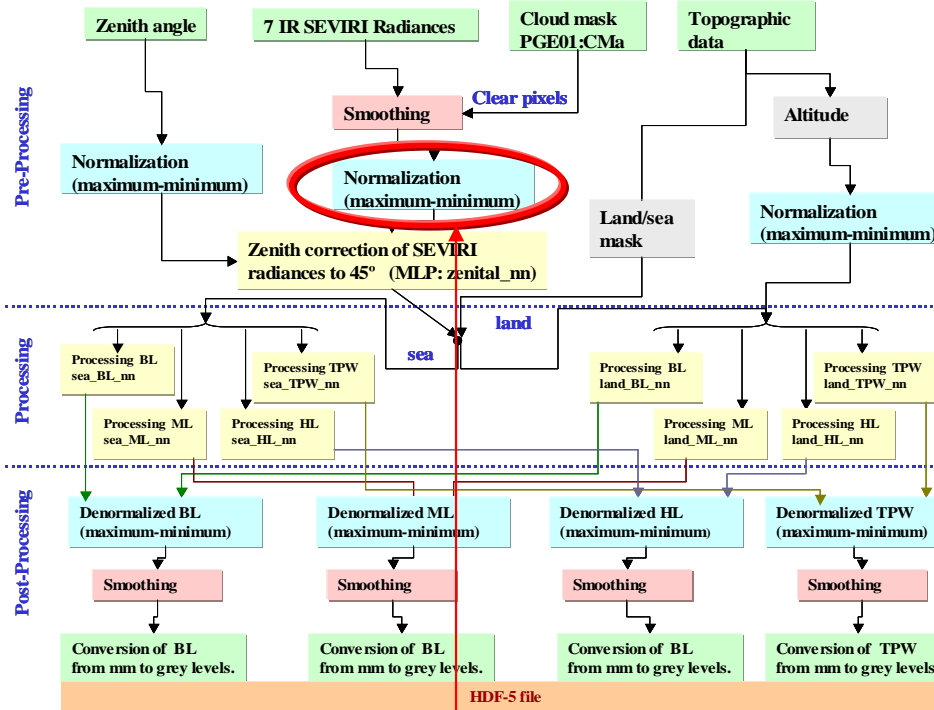 Zenith angle
7 IR SEVIRI Radiances
Cloud mask
PGE01:CMa
Topographic
data
Pre-Processing
Clear pixels
Smoothing
Altitude
Normalization
(maximum-minimum)
Normalization
(maximum-minimum)
Land/sea
mask
Normalization
(maximum-minimum)
Zenith correction of SEVIRI
radiances to 45º (MLP: zenital_nn)
land
sea
Processing
Processing BL
sea_BL_nn
Processing TPW
sea_TPW_nn
Processing ML
sea_ML_nn
Processing HL
sea_HL_nn
Processing BL
land_BL_nn
Processing TPW
land_TPW_nn
Processing ML
land_ML_nn
Processing HL
land_HL_nn
Post-Processing
Denormalized BL
(maximum-minimum)
Denormalized ML
(maximum-minimum)
Denormalized HL
(maximum-minimum)
Denormalized TPW
(maximum-minimum)
Smoothing
Smoothing
Smoothing
Smoothing
Conversion of BL
from mm to grey levels.
Conversion of BL
from mm to grey levels.
Conversion of BL
from mm to grey levels.
Conversion of TPW
from mm to grey levels.
HDF-5 file